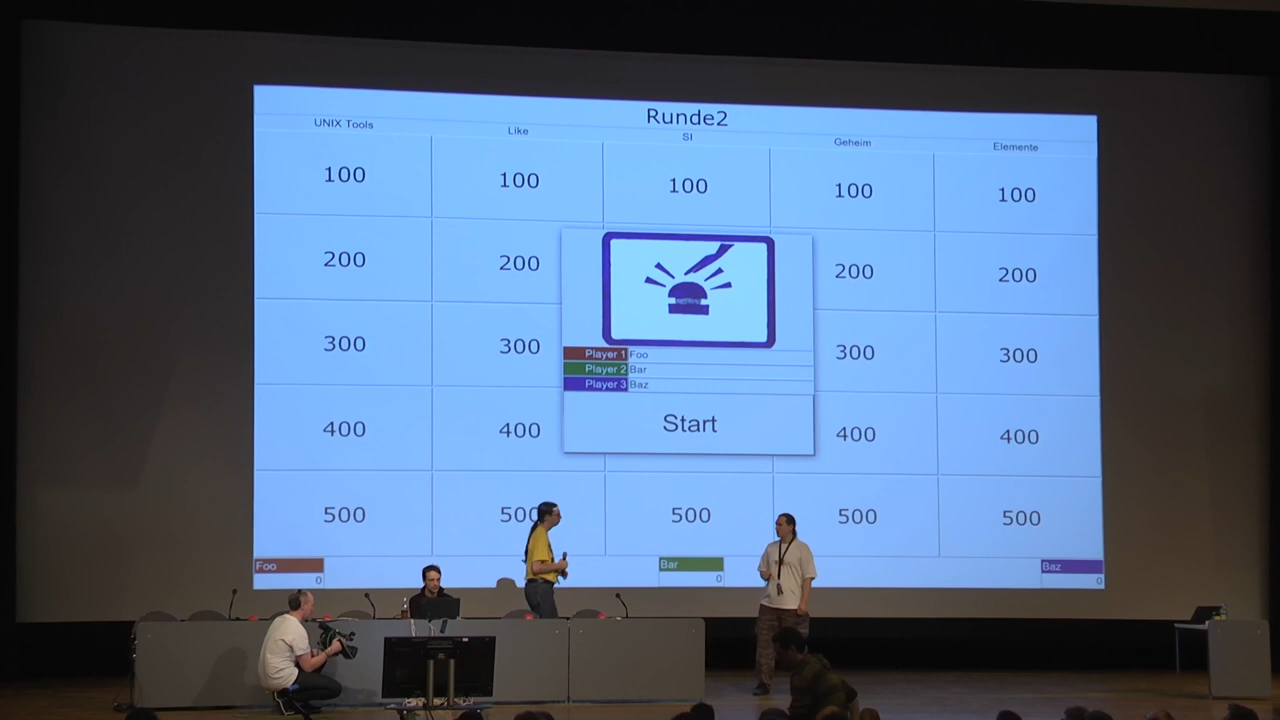 Runde2
UNIX Tools Like SI Geheim Elemente
100 100 100 100 100
200 200 200 200
300 300 300 300
400 400 400 400
500 500 500 500 500
Player 1 Foo
Player 2 Bar
Player 3 Baz
Start
Foo Bar Baz
0 0 0